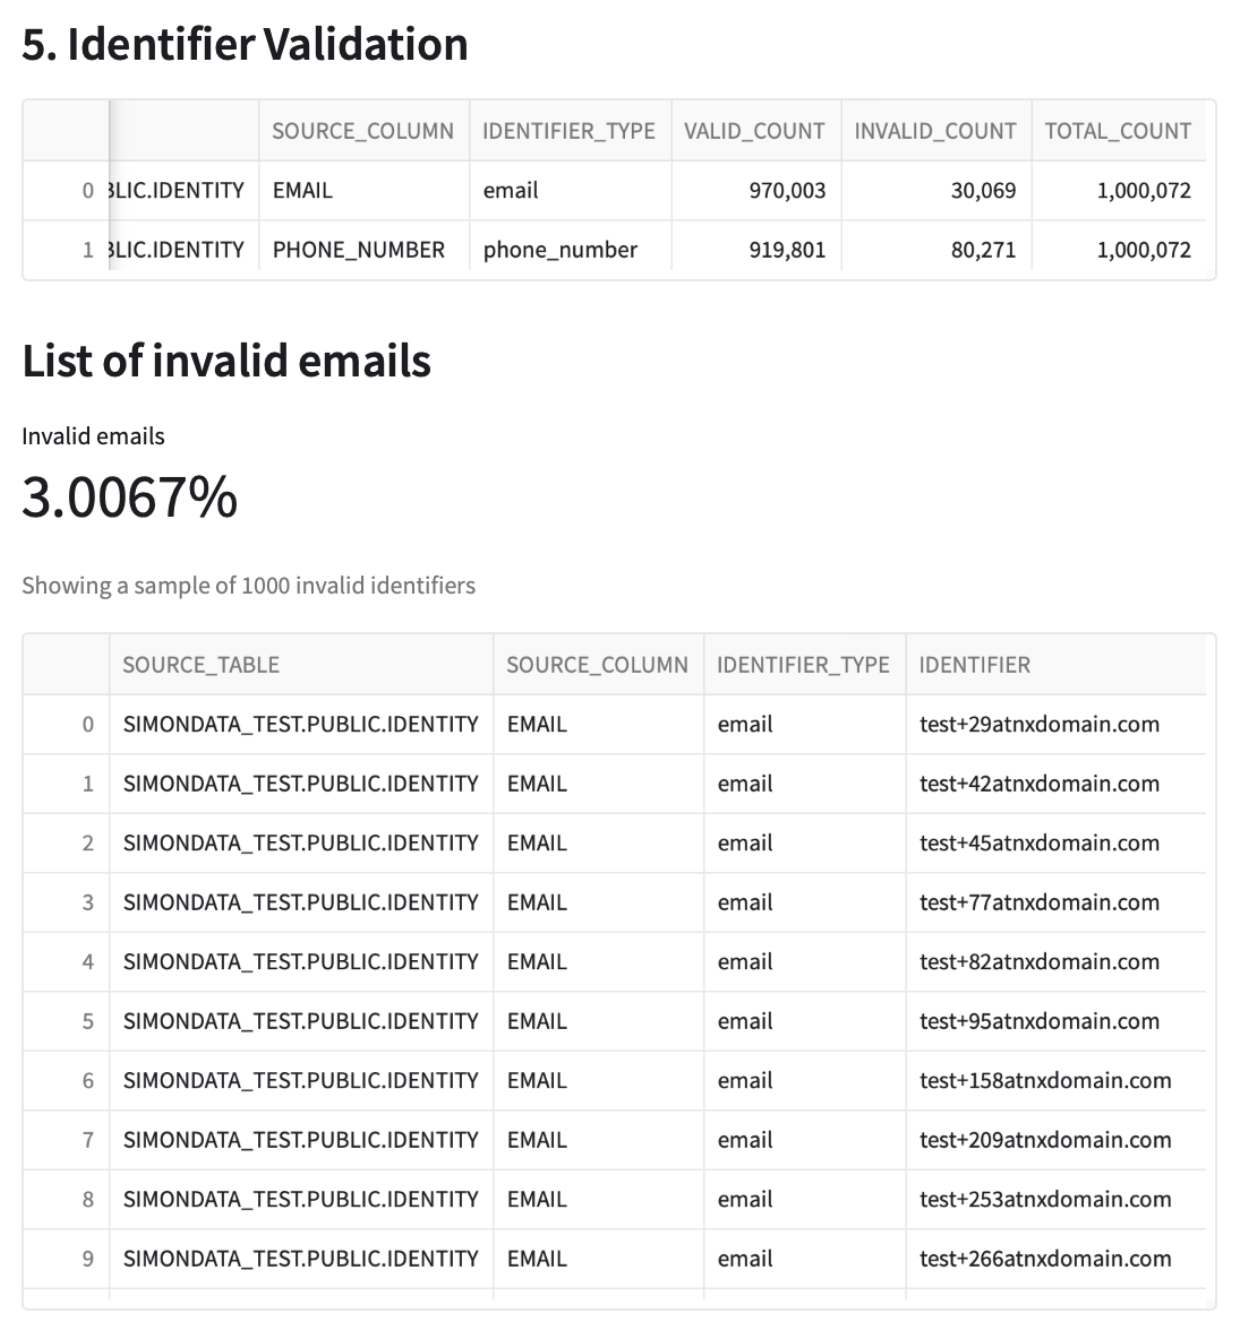 5. Identifier Validation
SOURCE_COLUMN IDENTIFIER_TYPE VALID_COUNT INVALID_COUNT TOTAL_COUNT
0 BLIC.IDENTITY EMAIL email 970,003 30,069 1,000,072
1 BLIC.IDENTITY PHONE_NUMBER phone_number 919,801 80,271 1,000,072
List of invalid emails
Invalid emails
3.0067%
Showing a sample of 1000 invalid identifiers
SOURCE_TABLE SOURCE_COLUMN IDENTIFIER_TYPE IDENTIFIER
0 SIMONDATA_TEST.PUBLIC.IDENTITY EMAIL email test+29atnxdomain.com
1 SIMONDATA_TEST.PUBLIC.IDENTITY EMAIL email test+42atnxdomain.com
2 SIMONDATA_TEST.PUBLIC.IDENTITY EMAIL email test+45atnxdomain.com
3 SIMONDATA_TEST.PUBLIC.IDENTITY EMAIL email test+77atnxdomain.com
4 SIMONDATA_TEST.PUBLIC.IDENTITY EMAIL email test+82atnxdomain.com
5 SIMONDATA_TEST.PUBLIC.IDENTITY EMAIL email test+95atnxdomain.com
6 SIMONDATA_TEST.PUBLIC.IDENTITY EMAIL email test+158atnxdomain.com
7 SIMONDATA_TEST.PUBLIC.IDENTITY EMAIL email test+209atnxdomain.com
8 SIMONDATA_TEST.PUBLIC.IDENTITY EMAIL email test+253atnxdomain.com
9 SIMONDATA_TEST.PUBLIC.IDENTITY EMAIL email test+266atnxdomain.com